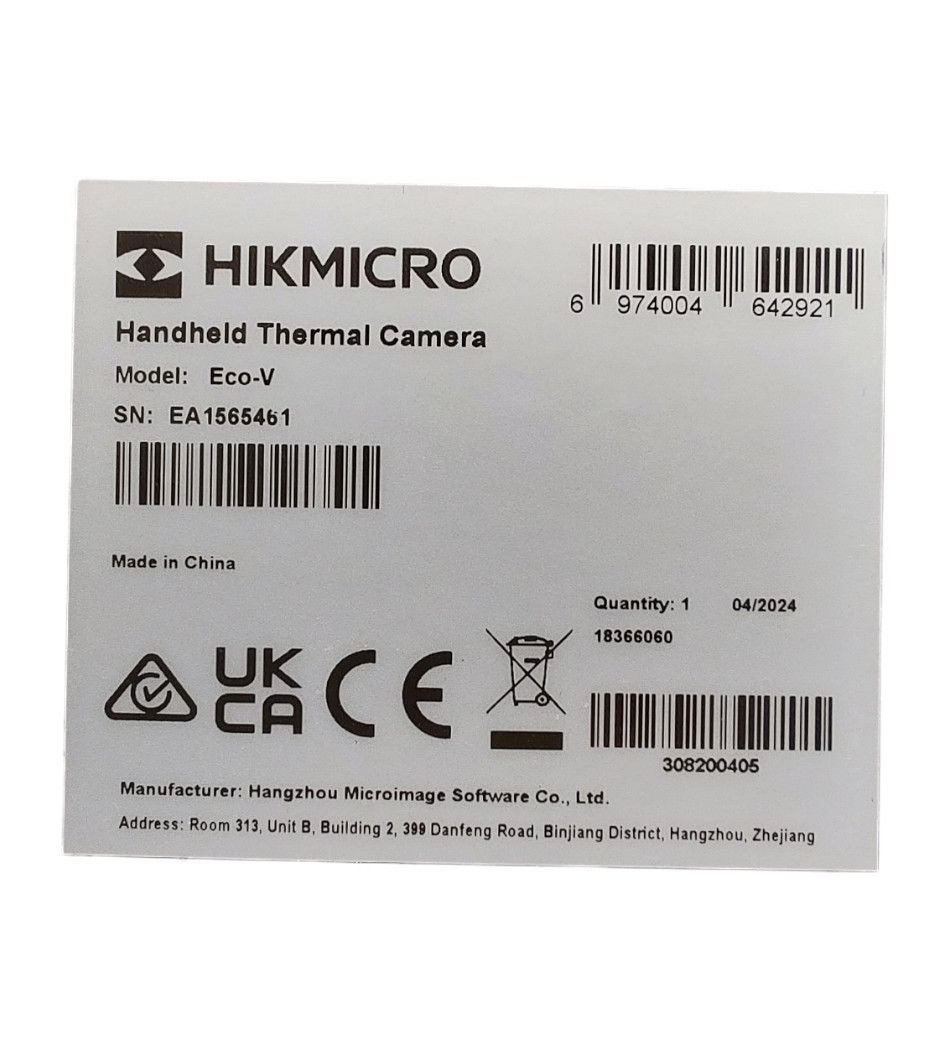 HIKMICRO
6 974004 642921
Handheld Thermal Camera
Model: Eco-V
SN: EA1565461
Made in China
Quantity: 1 04/2024
18366060
UK
CA
CE
308200405
Manufacturer: Hangzhou Microimage Software Co., Ltd.
Address: Room 313, Unit B, Building 2, 399 Danfeng Road, Binjiang District, Hangzhou, Zhejiang